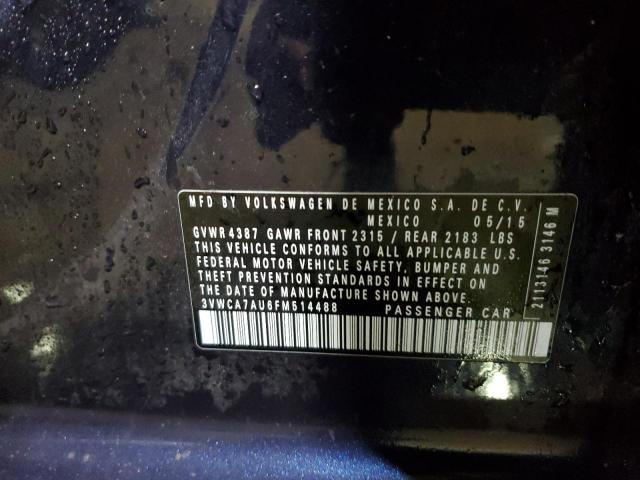 MFD BY VOLKSWAGEN DE MEXICO S.A. DE C.V.
MEXICO 05/15
GVWR 4387 GAWR FRONT 2315 / REAR 2183 LBS
THIS VEHICLE CONFORMS TO ALL APPLICABLE U.S.
FEDERAL MOTOR VEHICLE SAFETY, BUMPER AND
THEFT PREVENTION STANDARDS IN EFFECT ON
THE DATE OF MANUFACTURE SHOWN ABOVE.
3VWCA7AU6FM514488 PASSENGER CAR
2113146 3146 M